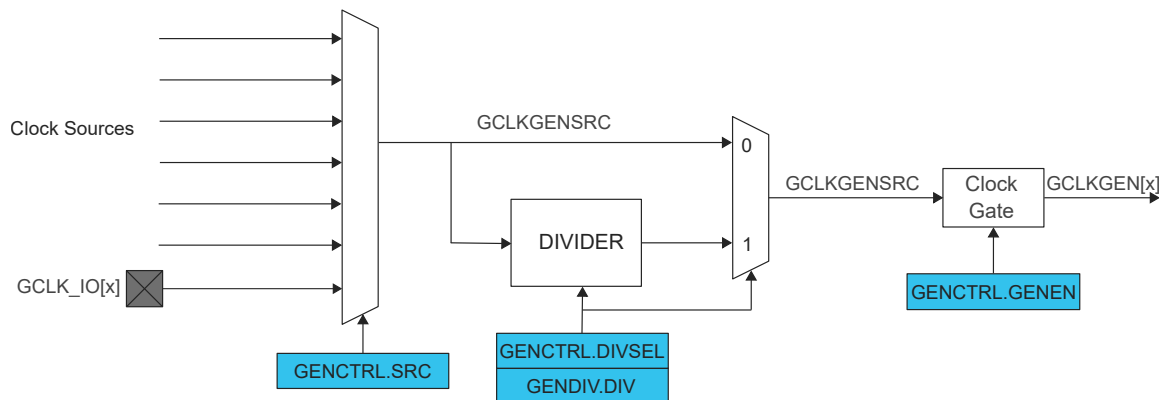 Clock Sources
GCLK_IO[x]
GENCTRL.SRC
GCLKGENSRC
DIVIDER
GENCTRL.DIVSEL
GENDIV.DIV
0
1
GCLKGENSRC
Clock
Gate
GCLKGEN[x]
GENCTRL.GENEN